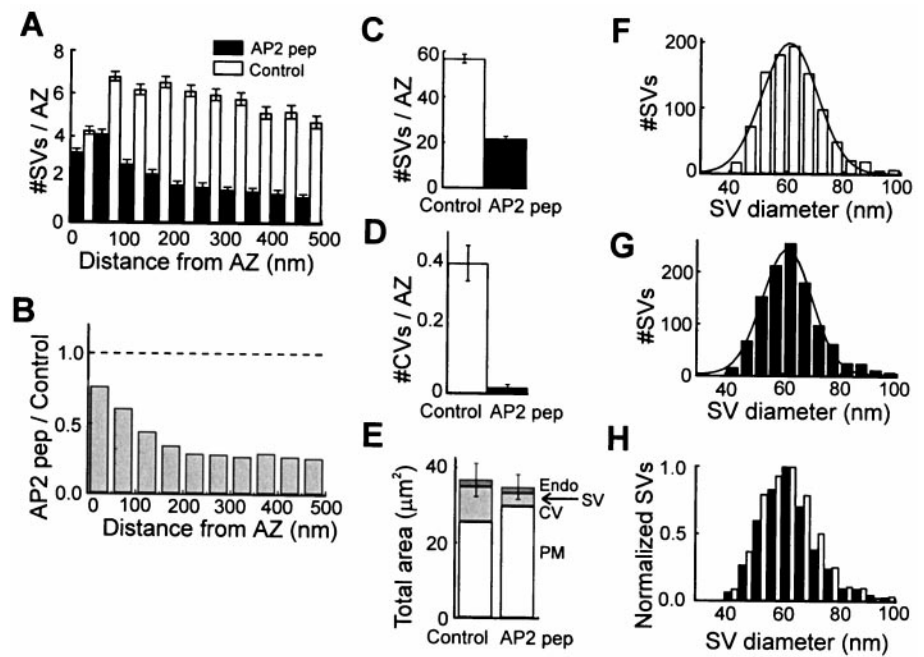 A
#SVs / AZ
8
6
4
2
0
AP2 pep
Control
0 100 200 300 400 500
Distance from AZ (nm)
B
AP2 pep / Control
1.0
0.5
0.0
0 100 200 300 400 500
Distance from AZ (nm)
C
#SVs / AZ
60
40
20
0
Control AP2 pep
D
#CVs / AZ
0.4
0.2
0
Control AP2 pep
E
Total area (μm²)
40
20
0
Endo
SV
CV
PM
Control AP2 pep
F
#SVs
200
100
0
40 60 80 100
SV diameter (nm)
G
#SVs
200
100
0
40 60 80 100
SV diameter (nm)
H
Normalized SVs
1.0
0.5
0.0
40 60 80 100
SV diameter (nm)